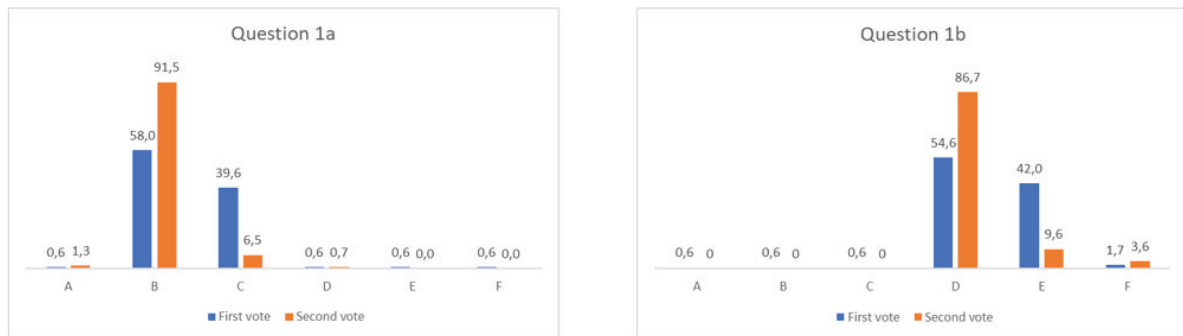 Question 1a
91,5
58,0
39,6
6,5
0,6 1,3 0,6 0,7 0,6 0,0 0,6 0,0
A B C D E F
First vote Second vote
Question 1b
86,7
54,6
42,0
9,6
0,6 0 0,6 0 0,6 0 1,7 3,6
A B C D E F
First vote Second vote